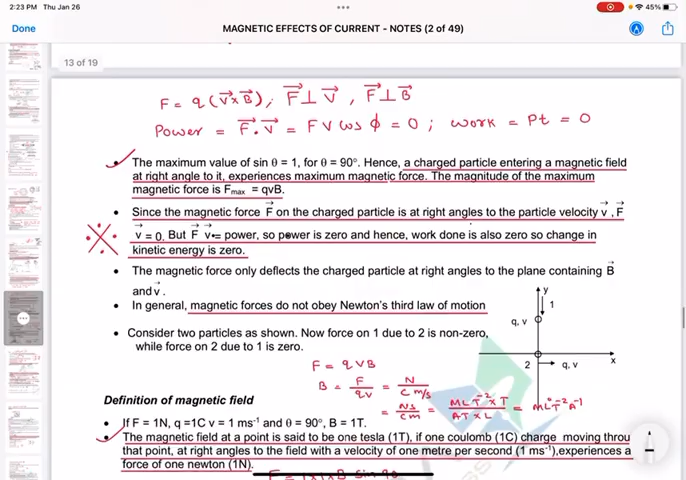 2:23 PM Thu Jan 26
45%
Done
MAGNETIC EFFECTS OF CURRENT - NOTES (2 of 49)
13 of 19
F = q(V⃗×B⃗), F⃗⊥V⃗, F⃗⊥B⃗
Power = F⃗.V⃗ = FV cos ϕ = 0 ; work = Pt = 0
• The maximum value of sin θ = 1, for θ = 90°. Hence, a charged particle entering a magnetic field
at right angle to it, experiences maximum magnetic force. The magnitude of the maximum
magnetic force is Fmax = qvB.
• Since the magnetic force F⃗ on the charged particle is at right angles to the particle velocity v⃗, F⃗
v⃗ = 0. But F⃗ v⃗ = power, so power is zero and hence, work done is also zero so change in
kinetic energy is zero.
• The magnetic force only deflects the charged particle at right angles to the plane containing B⃗
and v⃗.
• In general, magnetic forces do not obey Newton's third law of motion
• Consider two particles as shown. Now force on 1 due to 2 is non-zero,
while force on 2 due to 1 is zero.
y
1
q, v
x
2
q, v
F = qVB
B = F/qv = N/C m/s
= Ns/Cm = MLT⁻²×T/AT×L = ML⁰T⁻²A⁻¹
Definition of magnetic field
• If F = 1N, q =1C v = 1 ms⁻¹ and θ = 90°, B = 1T.
The magnetic field at a point is said to be one tesla (1T), if one coulomb (1C) charge moving throu
that point, at right angles to the field with a velocity of one metre per second (1 ms⁻¹),experiences a
force of one newton (1N).